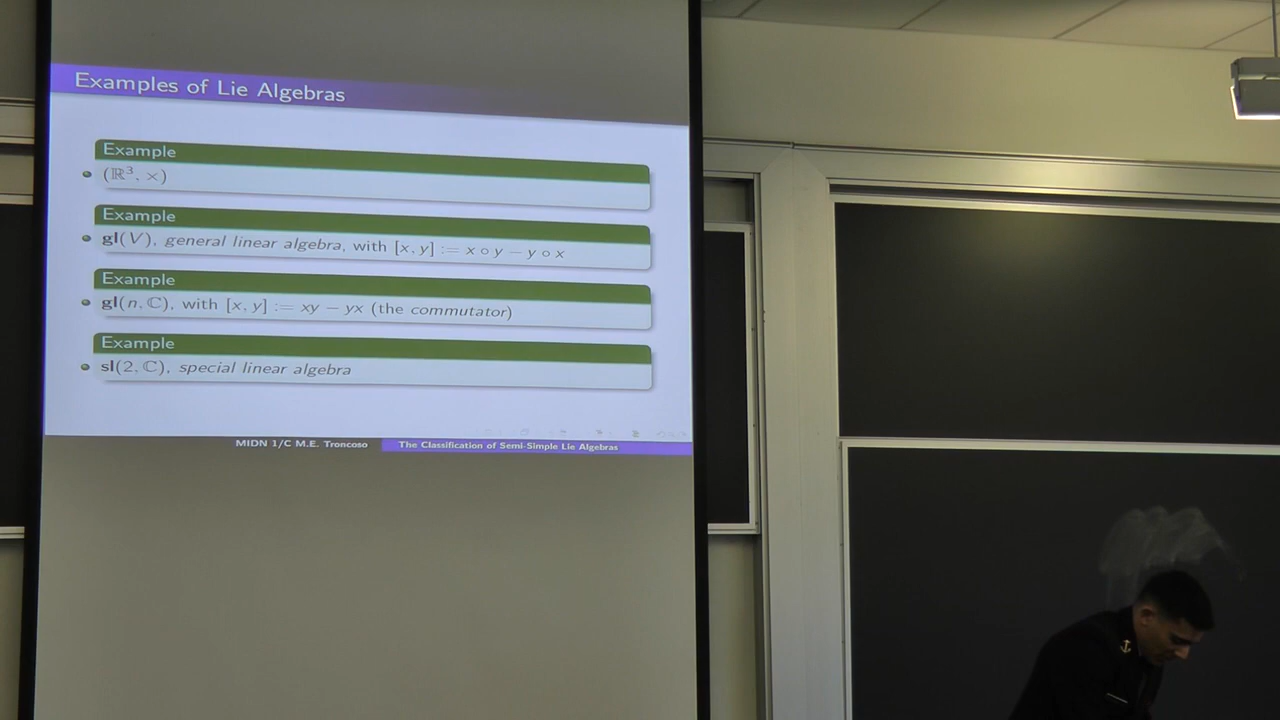 Examples of Lie Algebras
Example
(ℝ³, ×)
Example
gl(V), general linear algebra, with [x, y] := x ∘ y − y ∘ x
Example
gl(n, ℂ), with [x, y] := xy − yx (the commutator)
Example
sl(2, ℂ), special linear algebra
MIDN 1/C M.E. Troncoso
The Classification of Semi-Simple Lie Algebras